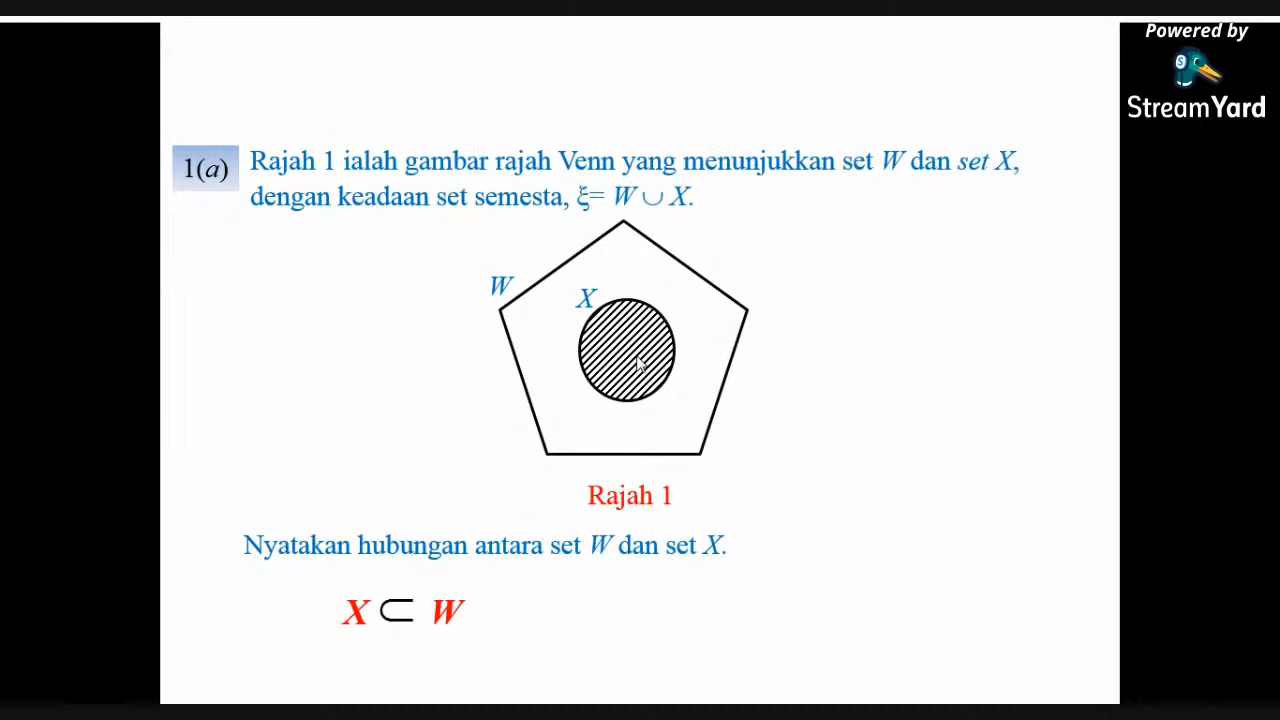 Powered by
StreamYard
1(a) Rajah 1 ialah gambar rajah Venn yang menunjukkan set W dan set X,
dengan keadaan set semesta, ξ= W ∪ X.
W
X
Rajah 1
Nyatakan hubungan antara set W dan set X.
X ⊂ W